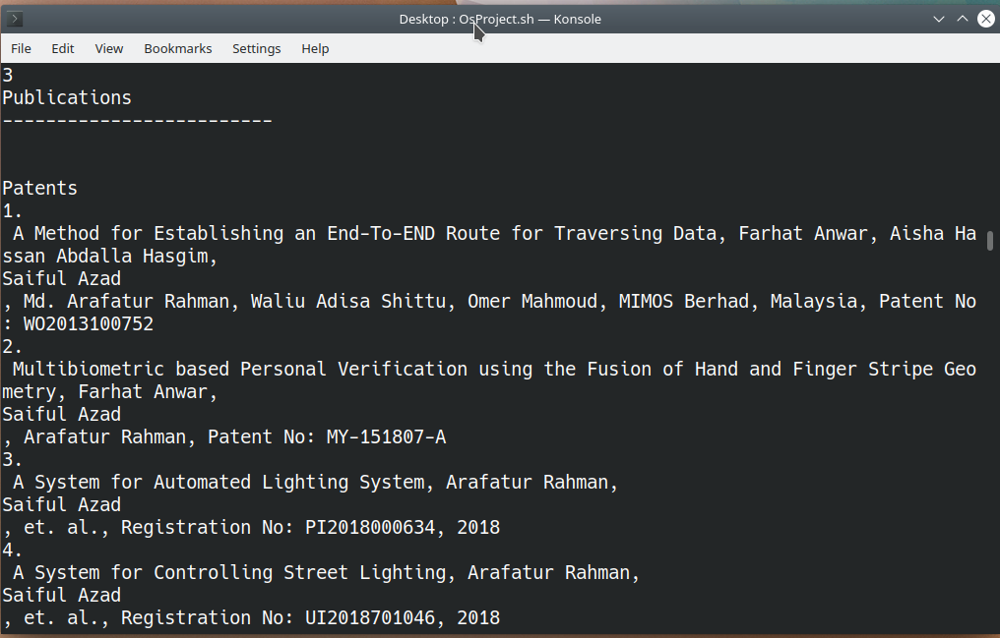 Desktop : OsProject.sh — Konsole
File Edit View Bookmarks Settings Help
3
Publications
-------------------------
Patents
1.
A Method for Establishing an End-To-END Route for Traversing Data, Farhat Anwar, Aisha Ha
ssan Abdalla Hasgim,
Saiful Azad
, Md. Arafatur Rahman, Waliu Adisa Shittu, Omer Mahmoud, MIMOS Berhad, Malaysia, Patent No
: WO2013100752
2.
Multibiometric based Personal Verification using the Fusion of Hand and Finger Stripe Geo
metry, Farhat Anwar,
Saiful Azad
, Arafatur Rahman, Patent No: MY-151807-A
3.
A System for Automated Lighting System, Arafatur Rahman,
Saiful Azad
, et. al., Registration No: PI2018000634, 2018
4.
A System for Controlling Street Lighting, Arafatur Rahman,
Saiful Azad
, et. al., Registration No: UI2018701046, 2018